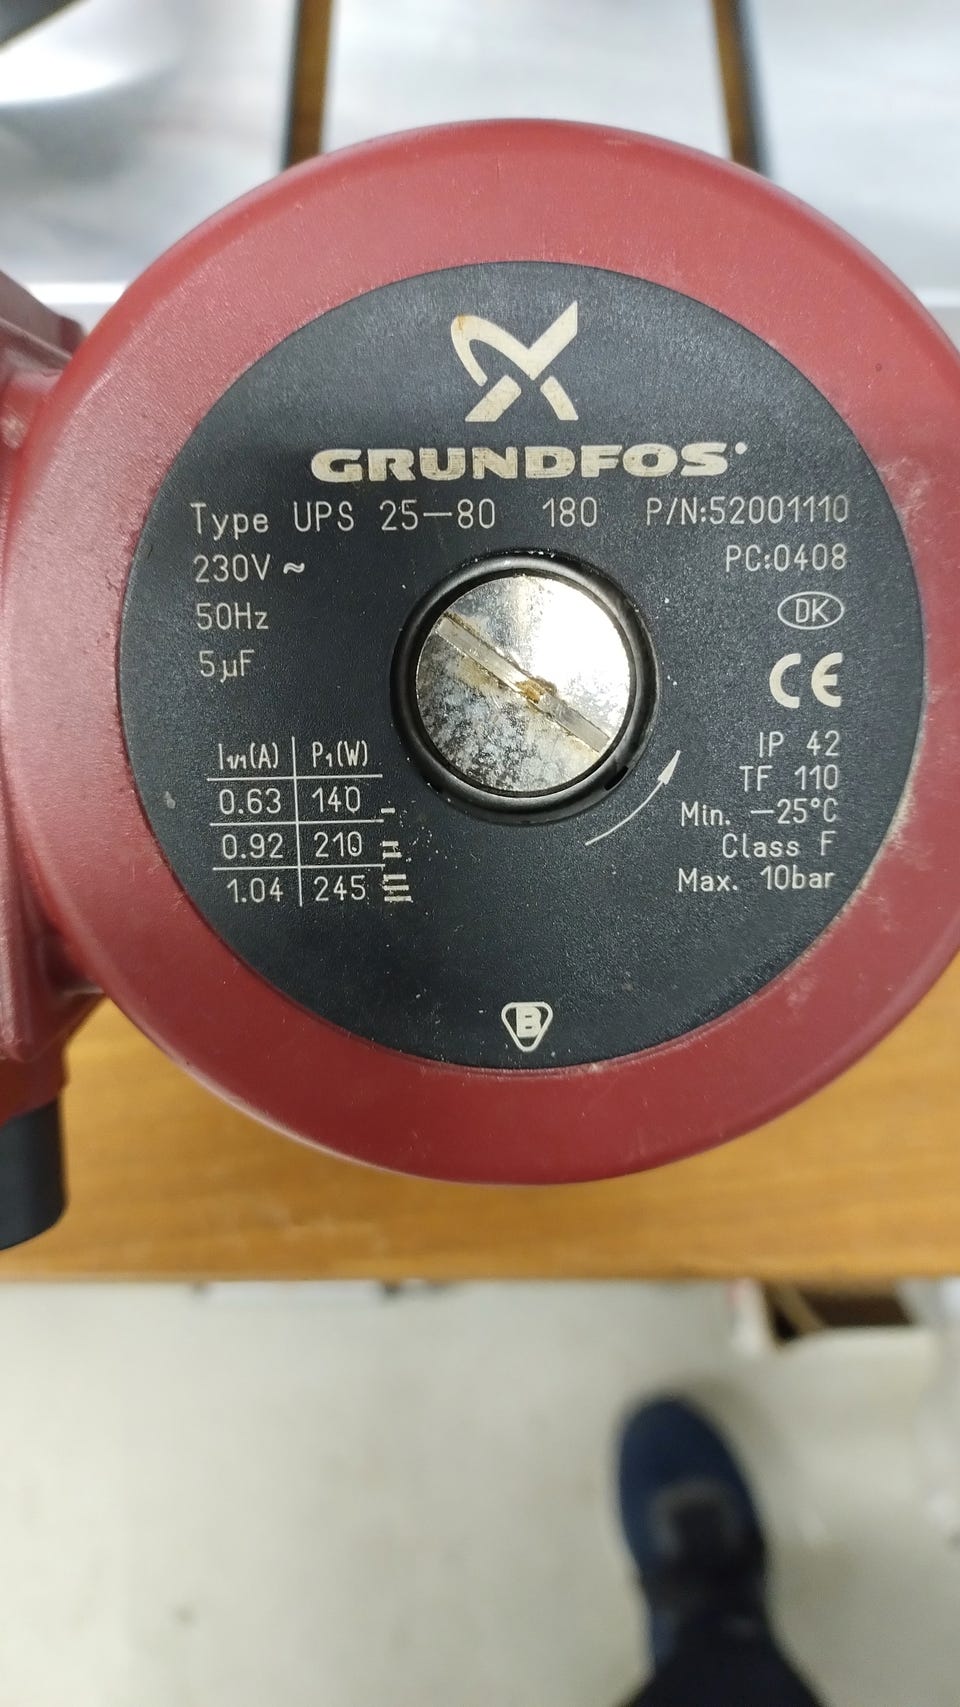 GRUNDFOS
Type UPS 25-80 180 P/N:52001110
230V ~ PC:0408
50Hz DK
5µF CE
I1/1(A) P1(W) IP 42
0.63 140 TF 110
Min. -25°C
0.92 210 Class F
1.04 245 Max. 10bar
B